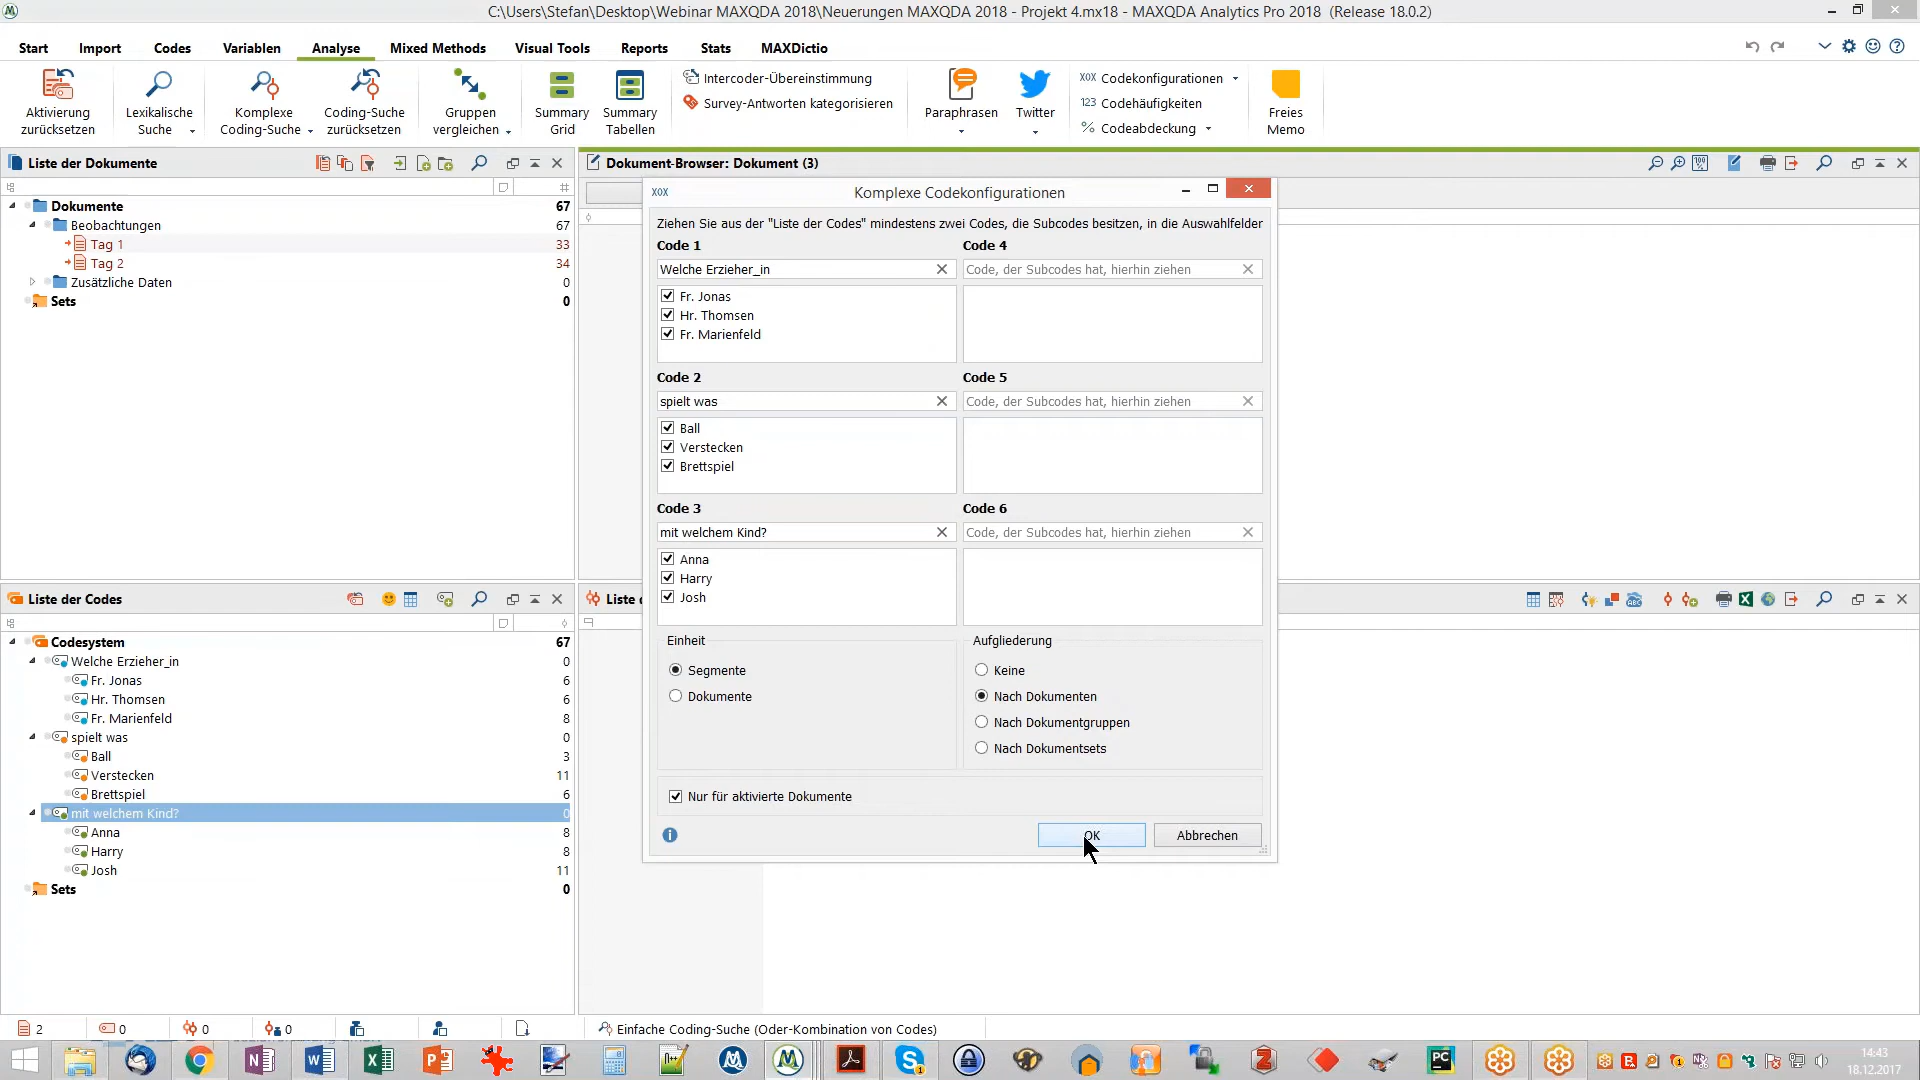 C:\Users\Stefan\Desktop\Webinar MAXQDA 2018\Neuerungen MAXQDA 2018 - Projekt 4.mx18 - MAXQDA Analytics Pro 2018 (Release 18.0.2)
Start Import Codes Variablen Analyse Mixed Methods Visual Tools Reports Stats MAXDictio
Aktivierung zurücksetzen
Lexikalische Suche
Komplexe Coding-Suche
Coding-Suche zurücksetzen
Gruppen vergleichen
Summary Grid
Summary Tabellen
Intercoder-Übereinstimmung
Survey-Antworten kategorisieren
Paraphrasen
Twitter
XOX Codekonfigurationen
123 Codehäufigkeiten
% Codeabdeckung
Freies Memo
Liste der Dokumente
#
Dokumente 67
Beobachtungen 67
Tag 1 33
Tag 2 34
Zusätzliche Daten 0
Sets 0
Dokument-Browser: Dokument (3)
XOX Komplexe Codekonfigurationen
Ziehen Sie aus der "Liste der Codes" mindestens zwei Codes, die Subcodes besitzen, in die Auswahlfelder
Code 1
Welche Erzieher_in
Fr. Jonas
Hr. Thomsen
Fr. Marienfeld
Code 4
Code, der Subcodes hat, hierhin ziehen
Code 2
spielt was
Ball
Verstecken
Brettspiel
Code 5
Code, der Subcodes hat, hierhin ziehen
Code 3
mit welchem Kind?
Anna
Harry
Josh
Code 6
Code, der Subcodes hat, hierhin ziehen
Einheit
Segmente
Dokumente
Aufgliederung
Keine
Nach Dokumenten
Nach Dokumentgruppen
Nach Dokumentsets
Nur für aktivierte Dokumente
OK
Abbrechen
Liste der Codes
Codesystem 67
Welche Erzieher_in 0
Fr. Jonas 6
Hr. Thomsen 6
Fr. Marienfeld 8
spielt was 0
Ball 3
Verstecken 11
Brettspiel 6
mit welchem Kind? 0
Anna 8
Harry 8
Josh 11
Sets 0
Liste
2 0 0 0
Einfache Coding-Suche (Oder-Kombination von Codes)
14:43
18.12.2017